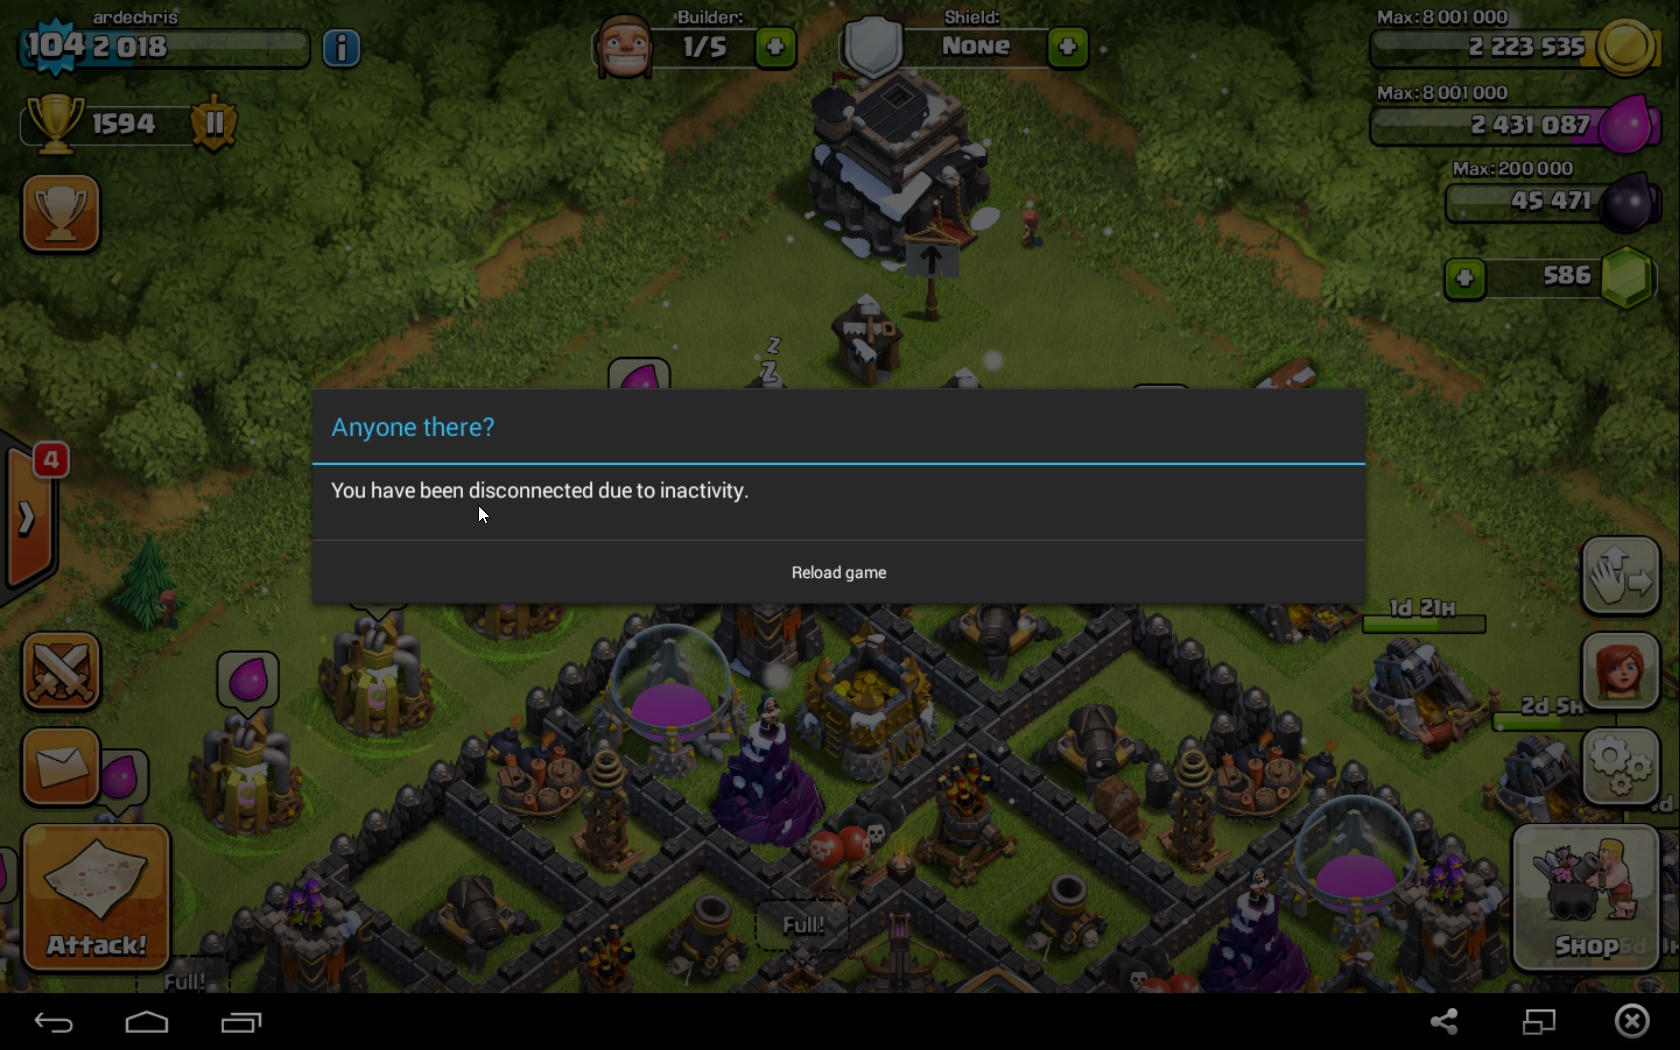 ardechris
104 2 018
i
Builder:
1/5
Shield:
None
Max: 8 001 000
2 223 535
1594
II
Max: 8 001 000
2 431 087
Max: 200 000
45 471
586
z
Z
Anyone there?
4
You have been disconnected due to inactivity.
Reload game
1d 21H
2d 5H
Full!
Attack!
Shop
6d
Full!